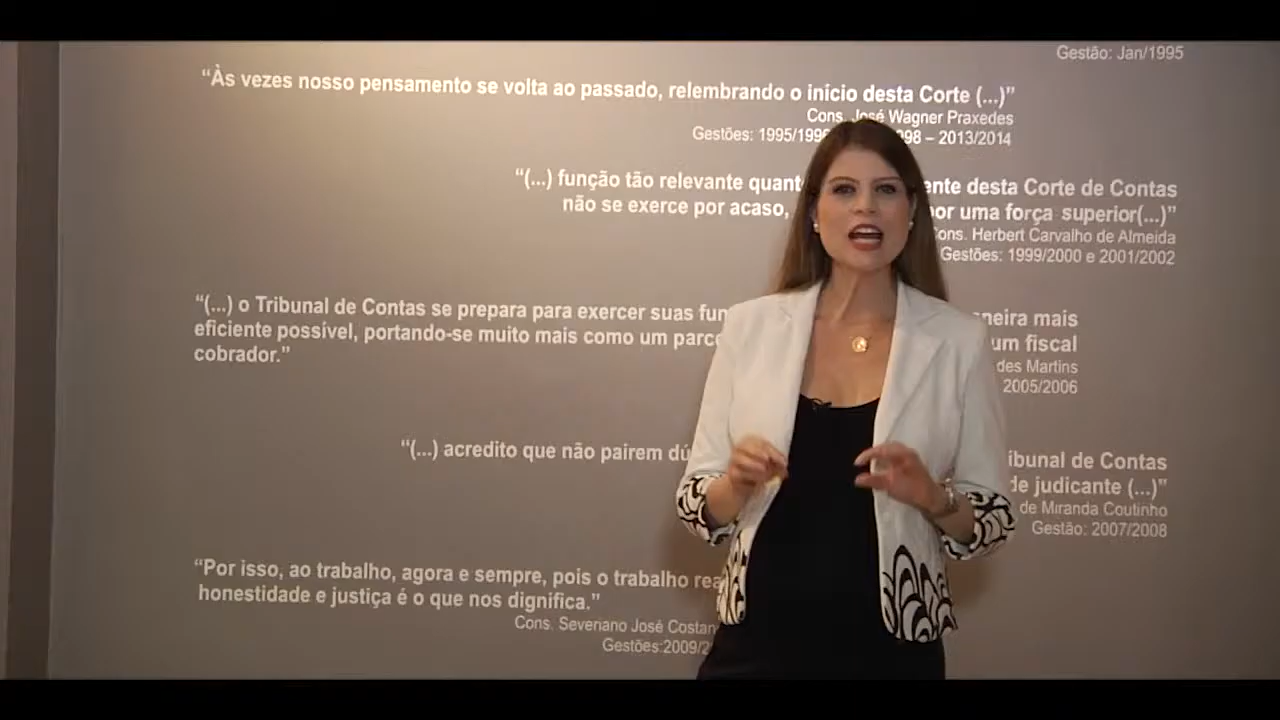 Gestão: Jan/1995
“Às vezes nosso pensamento se volta ao passado, relembrando o início desta Corte (...)”
Cons. José Wagner Praxedes
Gestões: 1995/1996 98 – 2013/2014
“(...) função tão relevante quant ente desta Corte de Contas
não se exerce por acaso, por uma força superior(...)”
Cons. Herbert Carvalho de Almeida
Gestões: 1999/2000 e 2001/2002
“(...) o Tribunal de Contas se prepara para exercer suas fun neira mais
eficiente possível, portando-se muito mais como um parce um fiscal
cobrador.”
des Martins
2005/2006
“(...) acredito que não pairem dú ibunal de Contas
de judicante (...)”
de Miranda Coutinho
Gestão: 2007/2008
“Por isso, ao trabalho, agora e sempre, pois o trabalho rea
honestidade e justiça é o que nos dignifica.”
Cons. Severiano José Costan
Gestões:2009/2